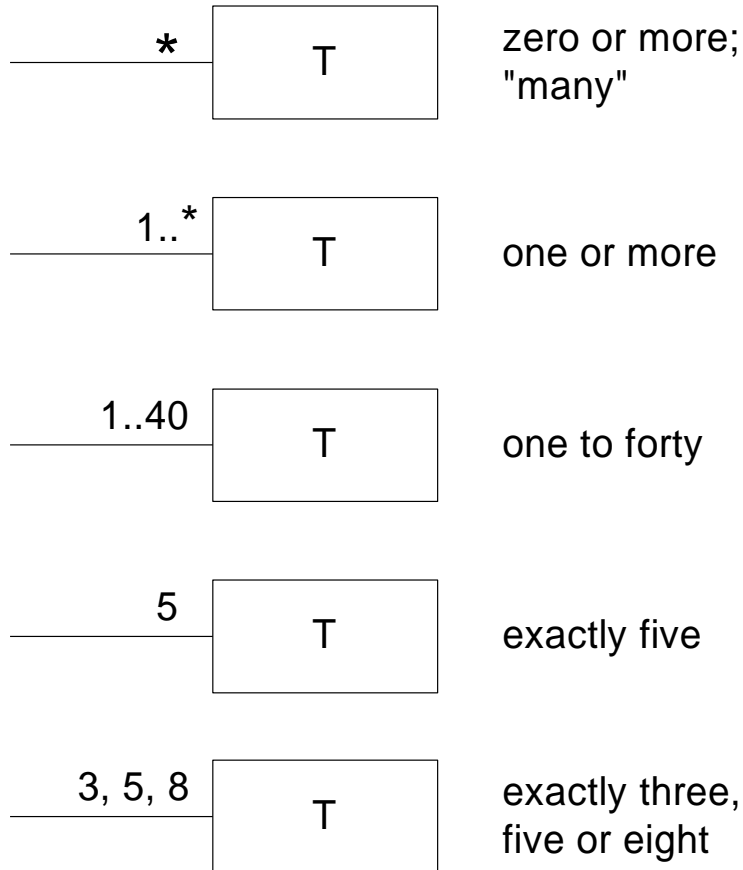 * T zero or more;
"many"
1..* T one or more
1..40 T one to forty
5 T exactly five
3, 5, 8 T exactly three,
five or eight